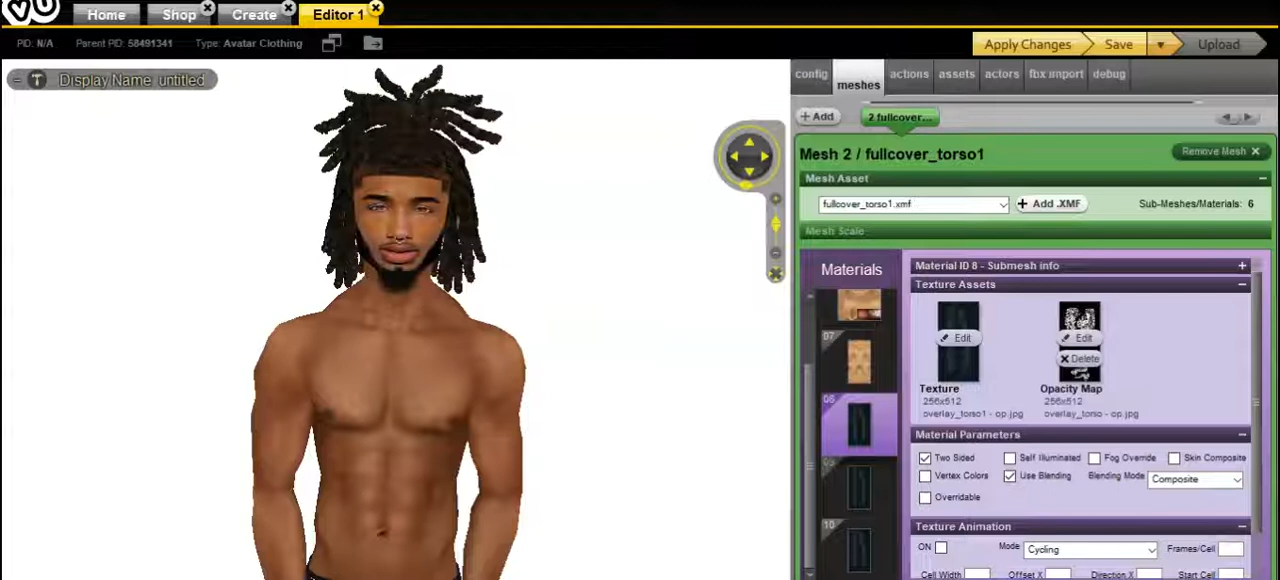 Home
Shop
Create
Editor 1
PID: N/A
Parent PID: 58491341
Type: Avatar Clothing
Apply Changes
Save
Upload
T Display Name untitled
config
meshes
actions
assets
actors
fbx import
debug
+ Add
2 fullcover...
Mesh 2 / fullcover_torso1
Remove Mesh
Mesh Asset
fullcover_torso1.xmf
+ Add .XMF
Sub-Meshes/Materials: 6
Mesh Scale
Materials
07
08
10
Material ID 8 - Submesh info
Texture Assets
Edit
Edit
Delete
Texture
256x512
overlay_torso1 - op.jpg
Opacity Map
256x512
overlay_torso - op.jpg
Material Parameters
Two Sided
Self Illuminated
Fog Override
Skin Composite
Vertex Colors
Use Blending
Blending Mode
Composite
Overridable
Texture Animation
ON
Mode
Cycling
Frames/Cell
Cell Width
Offset X
Direction X
Start Cell